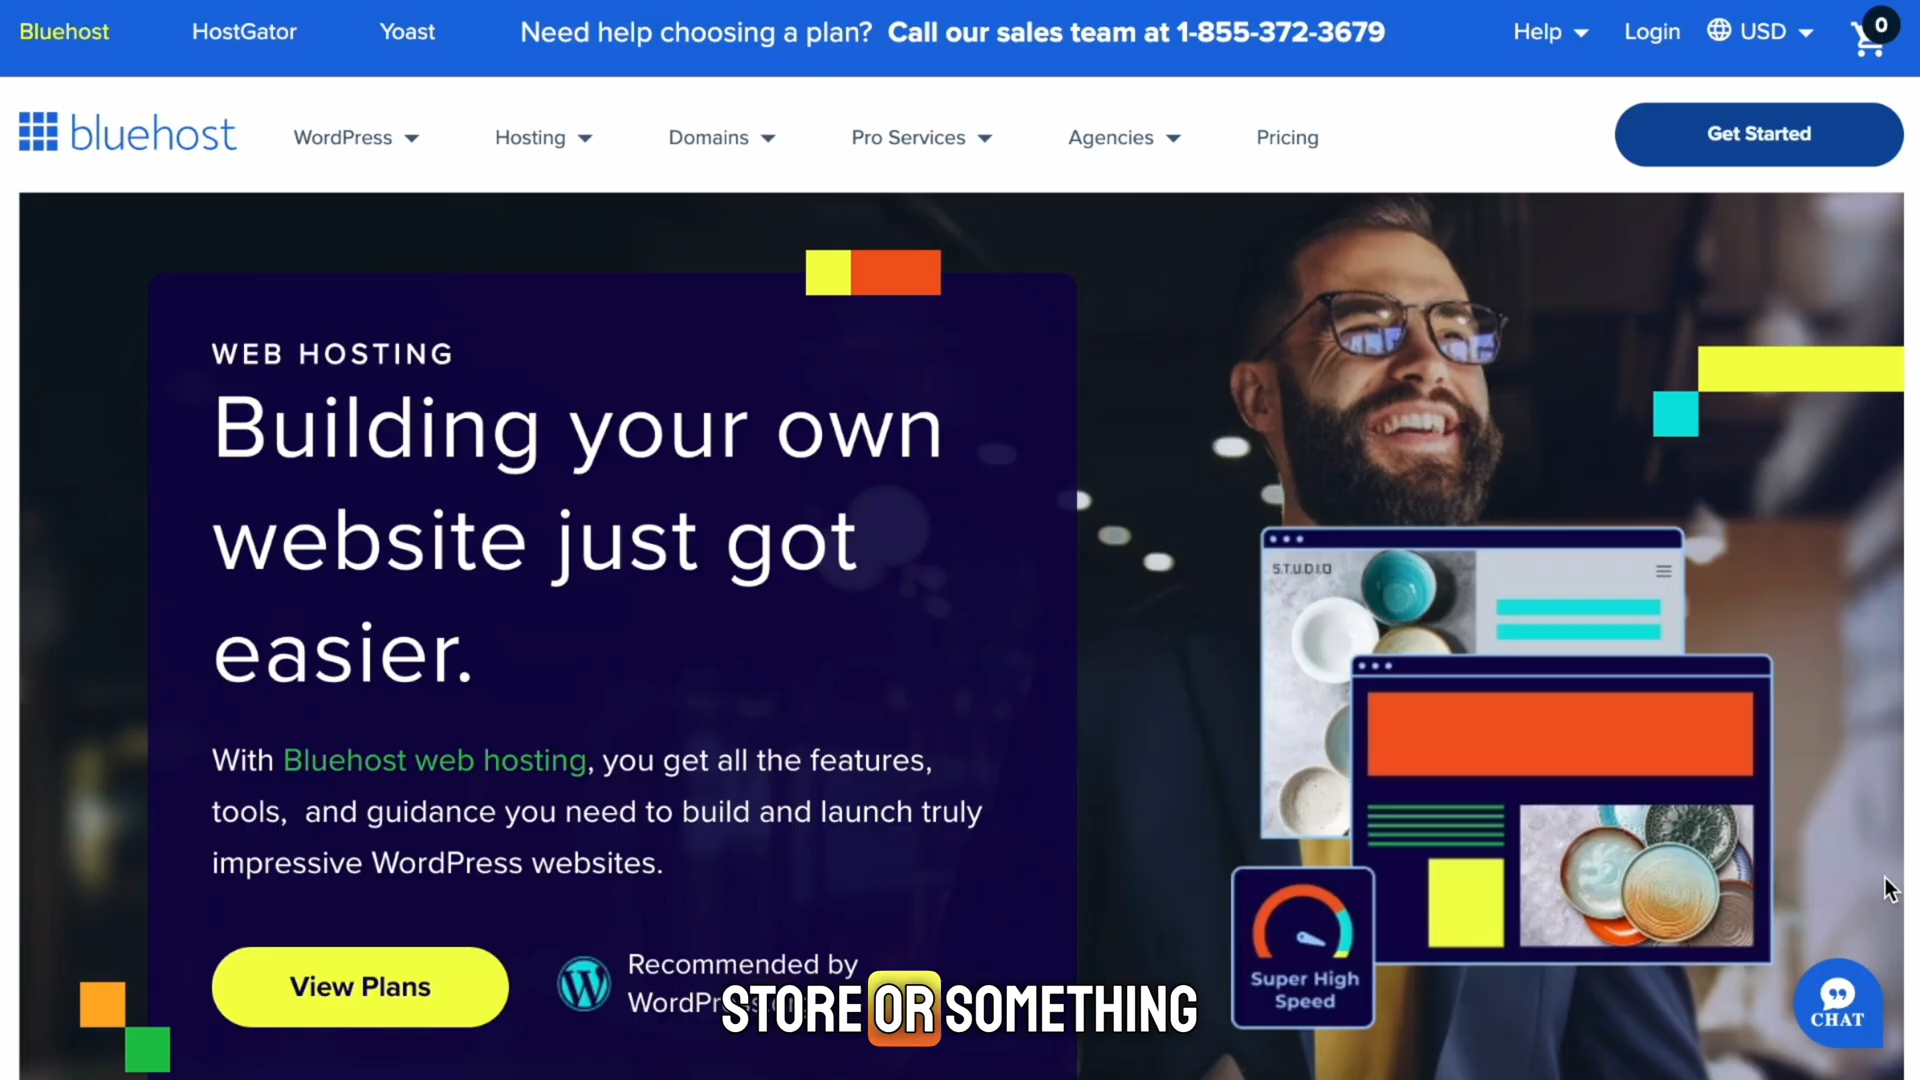 Bluehost
HostGator
Yoast
Need help choosing a plan? Call our sales team at 1-855-372-3679
Help
Login
USD
0
bluehost
WordPress
Hosting
Domains
Pro Services
Agencies
Pricing
Get Started
WEB HOSTING
Building your own
website just got
easier.
With Bluehost web hosting, you get all the features,
tools, and guidance you need to build and launch truly
impressive WordPress websites.
View Plans
Recommended by
STORE OR SOMETHING
S.T.U.D.I.O
Super High
Speed
CHAT